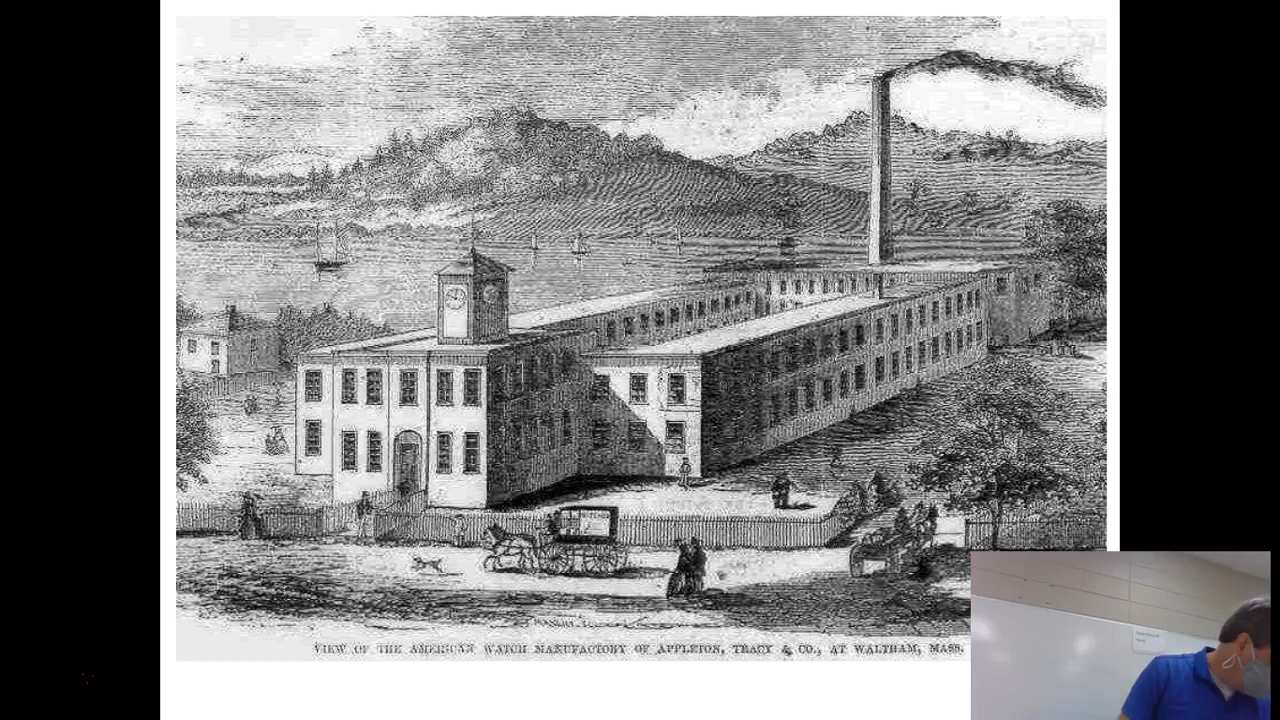 VIEW OF THE AMERICAN WATCH MANUFACTORY OF APPLETON, TRACY & CO., AT WALTHAM, MASS.